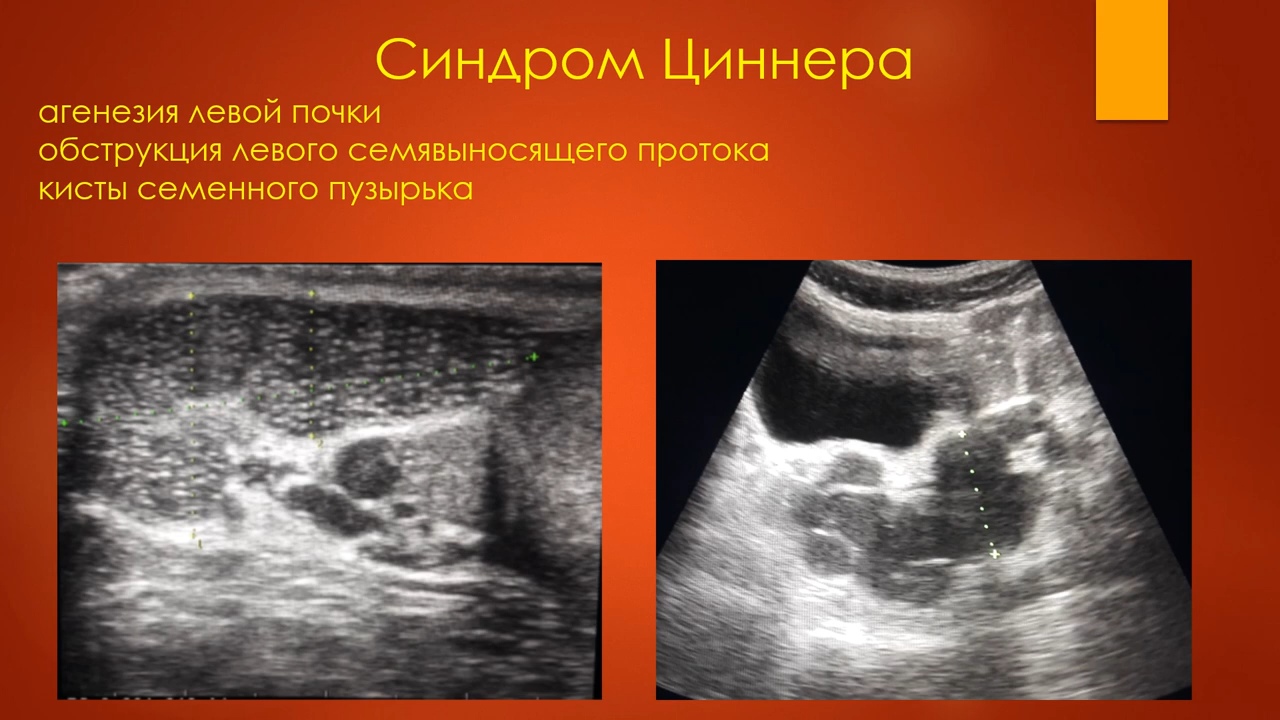 Синдром Циннера
агенезия левой почки
обструкция левого семявыносящего протока
кисты семенного пузырька